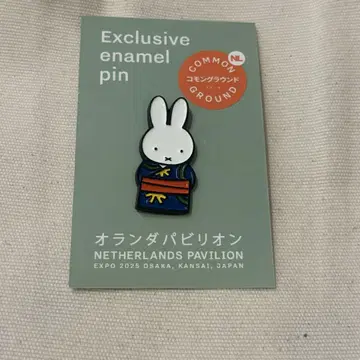 Exclusive
enamel
pin
NL
COMMON
コモングラウンド
GROUND
オランダパビリオン
NETHERLANDS PAVILION
EXPO 2025 OSAKA, KANSAI, JAPAN